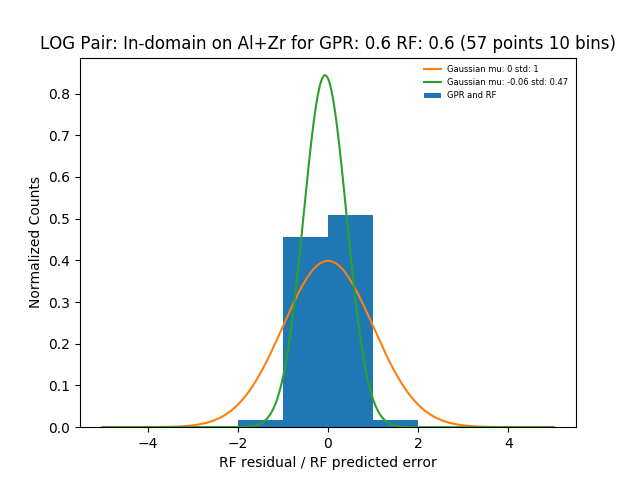 LOG Pair: In-domain on Al+Zr for GPR: 0.6 RF: 0.6 (57 points 10 bins)
Gaussian mu: 0 std: 1
Gaussian mu: -0.06 std: 0.47
GPR and RF
Normalized Counts
0.8
0.7
0.6
0.5
0.4
0.3
0.2
0.1
0.0
−4 −2 0 2 4
RF residual / RF predicted error